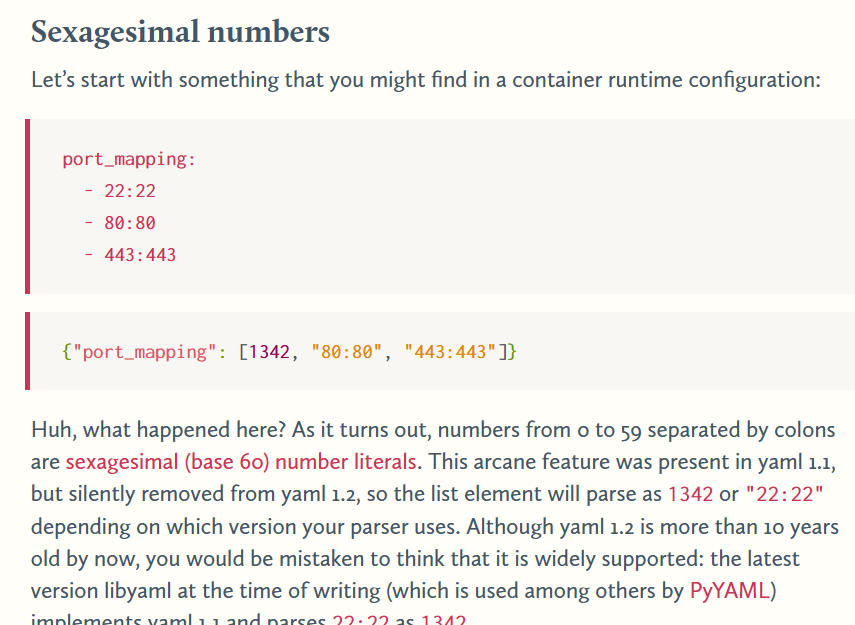 Sexagesimal numbers
Let’s start with something that you might find in a container runtime configuration:
port_mapping:
- 22:22
- 80:80
- 443:443
{"port_mapping": [1342, "80:80", "443:443"]}
Huh, what happened here? As it turns out, numbers from 0 to 59 separated by colons
are sexagesimal (base 60) number literals. This arcane feature was present in yaml 1.1,
but silently removed from yaml 1.2, so the list element will parse as 1342 or "22:22"
depending on which version your parser uses. Although yaml 1.2 is more than 10 years
old by now, you would be mistaken to think that it is widely supported: the latest
version libyaml at the time of writing (which is used among others by PyYAML)
implements yaml 1.1 and parses 22:22 as 1342.